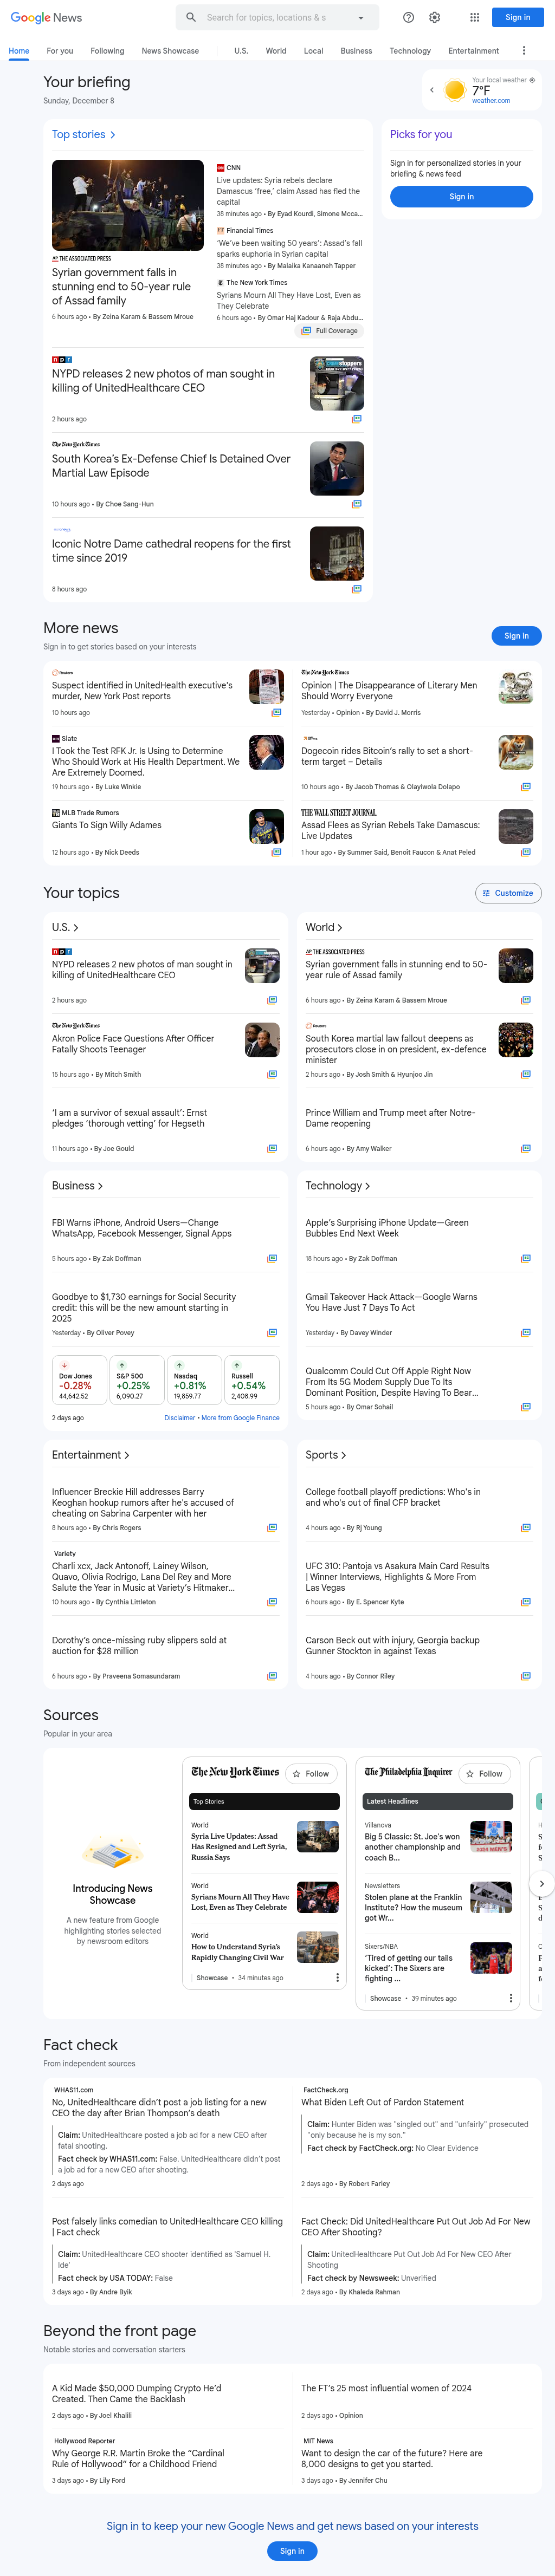 Google News
Search for topics, locations & s
Sign in
Home
For you
Following
News Showcase
U.S.
World
Local
Business
Technology
Entertainment
Your briefing
Sunday, December 8
Your local weather
7°F
weather.com
Top stories
THE ASSOCIATED PRESS
Syrian government falls in
stunning end to 50-year rule
of Assad family
6 hours ago • By Zeina Karam & Bassem Mroue
CNN
Live updates: Syria rebels declare
Damascus ‘free,’ claim Assad has fled the
capital
38 minutes ago • By Eyad Kourdi, Simone Mcca...
Financial Times
‘We’ve been waiting 50 years’: Assad’s fall
sparks euphoria in Syrian capital
38 minutes ago • By Malaika Kanaaneh Tapper
The New York Times
Syrians Mourn All They Have Lost, Even as
They Celebrate
6 hours ago • By Omar Haj Kadour & Raja Abdu...
Full Coverage
npr
NYPD releases 2 new photos of man sought in
killing of UnitedHealthcare CEO
2 hours ago
The New York Times
South Korea’s Ex-Defense Chief Is Detained Over
Martial Law Episode
10 hours ago • By Choe Sang-Hun
Iconic Notre Dame cathedral reopens for the first
time since 2019
8 hours ago
Picks for you
Sign in for personalized stories in your
briefing & news feed
Sign in
More news
Sign in to get stories based on your interests
Sign in
Reuters
Suspect identified in UnitedHealth executive's
murder, New York Post reports
10 hours ago
Slate
I Took the Test RFK Jr. Is Using to Determine
Who Should Work at His Health Department. We
Are Extremely Doomed.
19 hours ago • By Luke Winkie
MLB Trade Rumors
Giants To Sign Willy Adames
12 hours ago • By Nick Deeds
The New York Times
Opinion | The Disappearance of Literary Men
Should Worry Everyone
Yesterday • Opinion • By David J. Morris
Dogecoin rides Bitcoin’s rally to set a short-
term target – Details
10 hours ago • By Jacob Thomas & Olayiwola Dolapo
THE WALL STREET JOURNAL.
Assad Flees as Syrian Rebels Take Damascus:
Live Updates
1 hour ago • By Summer Said, Benoit Faucon & Anat Peled
Your topics
Customize
U.S.
npr
NYPD releases 2 new photos of man sought in
killing of UnitedHealthcare CEO
2 hours ago
The New York Times
Akron Police Face Questions After Officer
Fatally Shoots Teenager
15 hours ago • By Mitch Smith
‘I am a survivor of sexual assault’: Ernst
pledges ‘thorough vetting’ for Hegseth
11 hours ago • By Joe Gould
World
THE ASSOCIATED PRESS
Syrian government falls in stunning end to 50-
year rule of Assad family
6 hours ago • By Zeina Karam & Bassem Mroue
Reuters
South Korea martial law fallout deepens as
prosecutors close in on president, ex-defence
minister
2 hours ago • By Josh Smith & Hyunjoo Jin
Prince William and Trump meet after Notre-
Dame reopening
6 hours ago • By Amy Walker
Business
FBI Warns iPhone, Android Users—Change
WhatsApp, Facebook Messenger, Signal Apps
5 hours ago • By Zak Doffman
Goodbye to $1,730 earnings for Social Security
credit: this will be the new amount starting in
2025
Yesterday • By Oliver Povey
Dow Jones
-0.28%
44,642.52
S&P 500
+0.25%
6,090.27
Nasdaq
+0.81%
19,859.77
Russell
+0.54%
2,408.99
2 days ago
Disclaimer • More from Google Finance
Technology
Apple’s Surprising iPhone Update—Green
Bubbles End Next Week
18 hours ago • By Zak Doffman
Gmail Takeover Hack Attack—Google Warns
You Have Just 7 Days To Act
Yesterday • By Davey Winder
Qualcomm Could Cut Off Apple Right Now
From Its 5G Modem Supply Due To Its
Dominant Position, Despite Having To Bear...
5 hours ago • By Omar Sohail
Entertainment
Influencer Breckie Hill addresses Barry
Keoghan hookup rumors after he's accused of
cheating on Sabrina Carpenter with her
8 hours ago • By Chris Rogers
Variety
Charli xcx, Jack Antonoff, Lainey Wilson,
Quavo, Olivia Rodrigo, Lana Del Rey and More
Salute the Year in Music at Variety’s Hitmaker...
10 hours ago • By Cynthia Littleton
Dorothy’s once-missing ruby slippers sold at
auction for $28 million
6 hours ago • By Praveena Somasundaram
Sports
College football playoff predictions: Who's in
and who's out of final CFP bracket
4 hours ago • By Rj Young
UFC 310: Pantoja vs Asakura Main Card Results
| Winner Interviews, Highlights & More From
Las Vegas
6 hours ago • By E. Spencer Kyte
Carson Beck out with injury, Georgia backup
Gunner Stockton in against Texas
4 hours ago • By Connor Riley
Sources
Popular in your area
Introducing News
Showcase
A new feature from Google
highlighting stories selected
by newsroom editors
The New York Times
Follow
Top Stories
World
Syria Live Updates: Assad
Has Resigned and Left Syria,
Russia Says
World
Syrians Mourn All They Have
Lost, Even as They Celebrate
World
How to Understand Syria’s
Rapidly Changing Civil War
Showcase • 34 minutes ago
The Philadelphia Inquirer
Follow
Latest Headlines
Villanova
Big 5 Classic: St. Joe's won
another championship and
coach B...
Newsletters
Stolen plane at the Franklin
Institute? How the museum
got Wr...
Sixers/NBA
‘Tired of getting our tails
kicked’: The Sixers are
fighting ...
Showcase • 39 minutes ago
Fact check
From independent sources
WHAS11.com
No, UnitedHealthcare didn’t post a job listing for a new
CEO the day after Brian Thompson’s death
Claim: UnitedHealthcare posted a job ad for a new CEO after
fatal shooting.
Fact check by WHAS11.com: False. UnitedHealthcare didn’t post
a job ad for a new CEO after shooting.
2 days ago
FactCheck.org
What Biden Left Out of Pardon Statement
Claim: Hunter Biden was "singled out" and "unfairly" prosecuted
"only because he is my son."
Fact check by FactCheck.org: No Clear Evidence
2 days ago • By Robert Farley
Post falsely links comedian to UnitedHealthcare CEO killing
| Fact check
Claim: UnitedHealthcare CEO shooter identified as 'Samuel H.
Ide'
Fact check by USA TODAY: False
3 days ago • By Andre Byik
Fact Check: Did UnitedHealthcare Put Out Job Ad For New
CEO After Shooting?
Claim: UnitedHealthcare Put Out Job Ad For New CEO After
Shooting
Fact check by Newsweek: Unverified
2 days ago • By Khaleda Rahman
Beyond the front page
Notable stories and conversation starters
A Kid Made $50,000 Dumping Crypto He’d
Created. Then Came the Backlash
2 days ago • By Joel Khalili
The FT’s 25 most influential women of 2024
2 days ago • Opinion
Hollywood Reporter
Why George R.R. Martin Broke the “Cardinal
Rule of Hollywood” for a Childhood Friend
3 days ago • By Lily Ford
MIT News
Want to design the car of the future? Here are
8,000 designs to get you started.
3 days ago • By Jennifer Chu
Sign in to keep your new Google News and get news based on your interests
Sign in